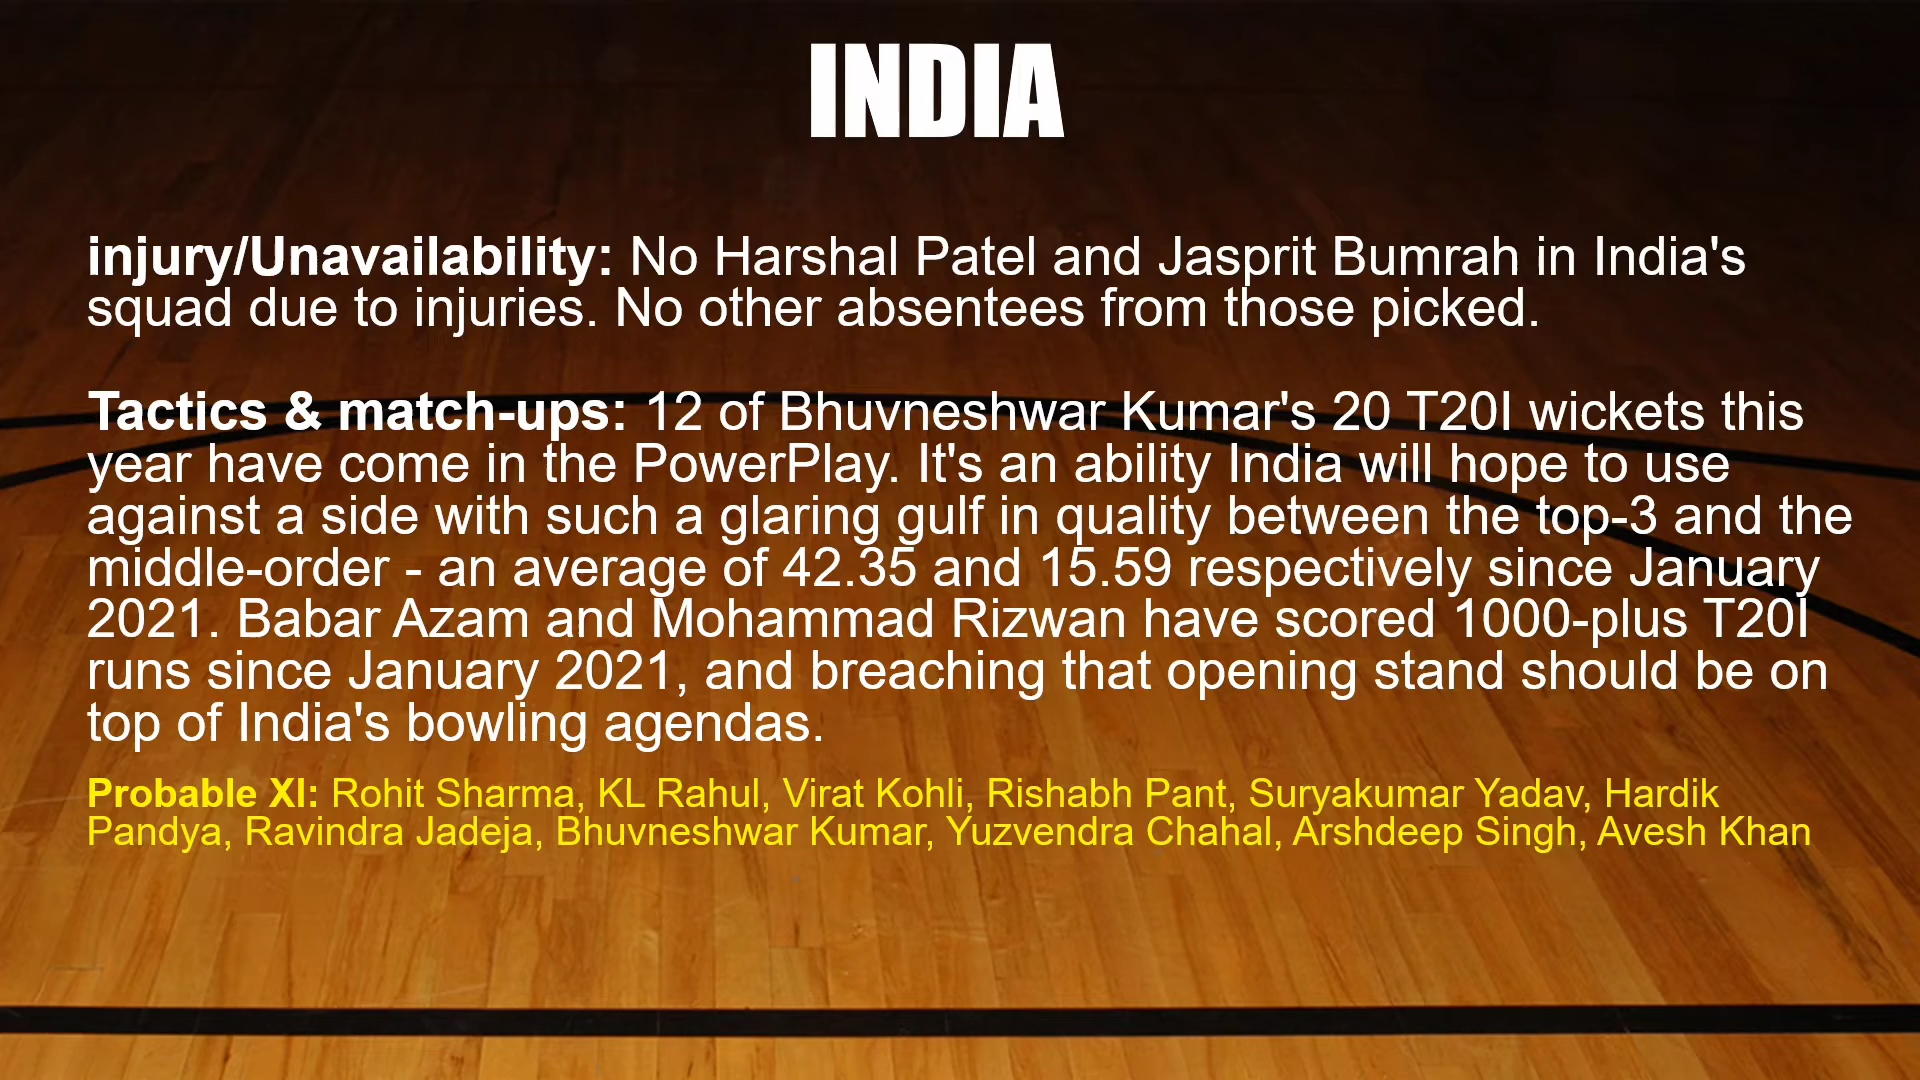 INDIA
injury/Unavailability: No Harshal Patel and Jasprit Bumrah in India's
squad due to injuries. No other absentees from those picked.
Tactics & match-ups: 12 of Bhuvneshwar Kumar's 20 T20I wickets this
year have come in the PowerPlay. It's an ability India will hope to use
against a side with such a glaring gulf in quality between the top-3 and the
middle-order - an average of 42.35 and 15.59 respectively since January
2021. Babar Azam and Mohammad Rizwan have scored 1000-plus T20I
runs since January 2021, and breaching that opening stand should be on
top of India's bowling agendas.
Probable XI: Rohit Sharma, KL Rahul, Virat Kohli, Rishabh Pant, Suryakumar Yadav, Hardik
Pandya, Ravindra Jadeja, Bhuvneshwar Kumar, Yuzvendra Chahal, Arshdeep Singh, Avesh Khan